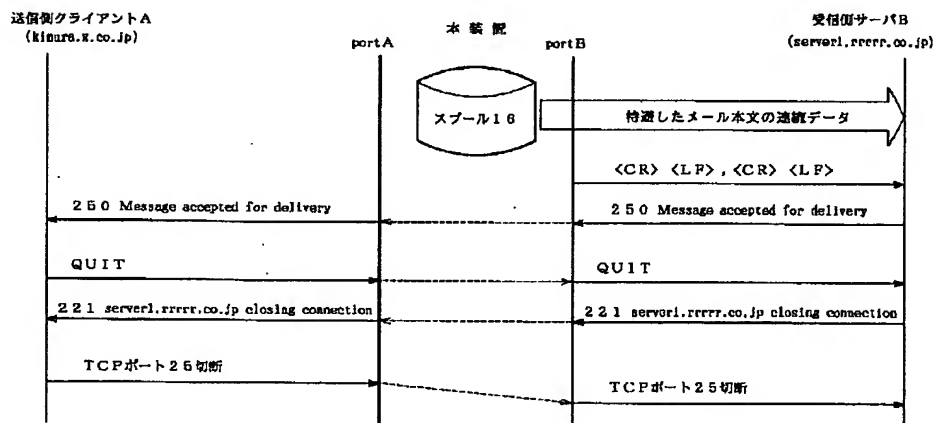 送信側クライアントA
(kimura.z.co.jp)
portA
本装置
portB
受信側サーバB
(server1.rrrrr.co.jp)
スプール16
待避したメール本文の連続データ
<CR> <LF>, <CR> <LF>
250 Message accepted for delivery
250 Message accepted for delivery
QUIT
QUIT
221 server1.rrrrr.co.jp closing connection
221 server1.rrrrr.co.jp closing connection
TCPポート25切断
TCPポート25切断